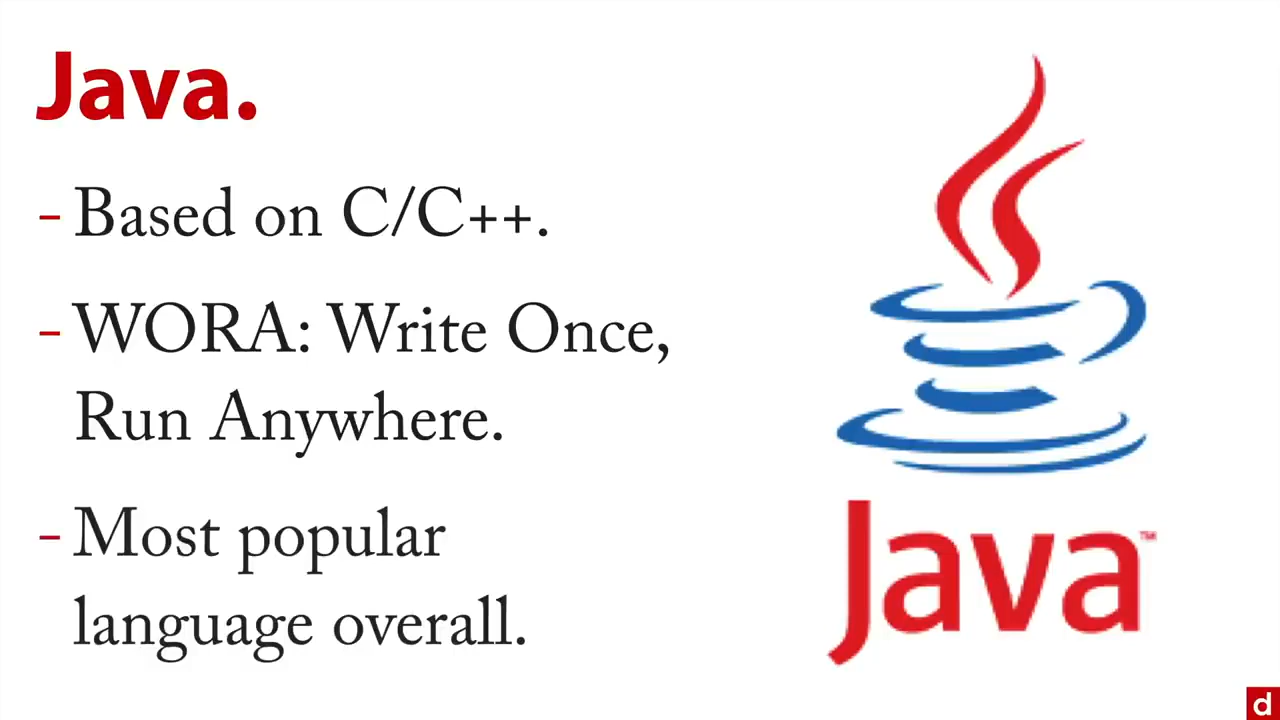 Java.
- Based on C/C++.
- WORA: Write Once,
Run Anywhere.
- Most popular
language overall.
Java™
d